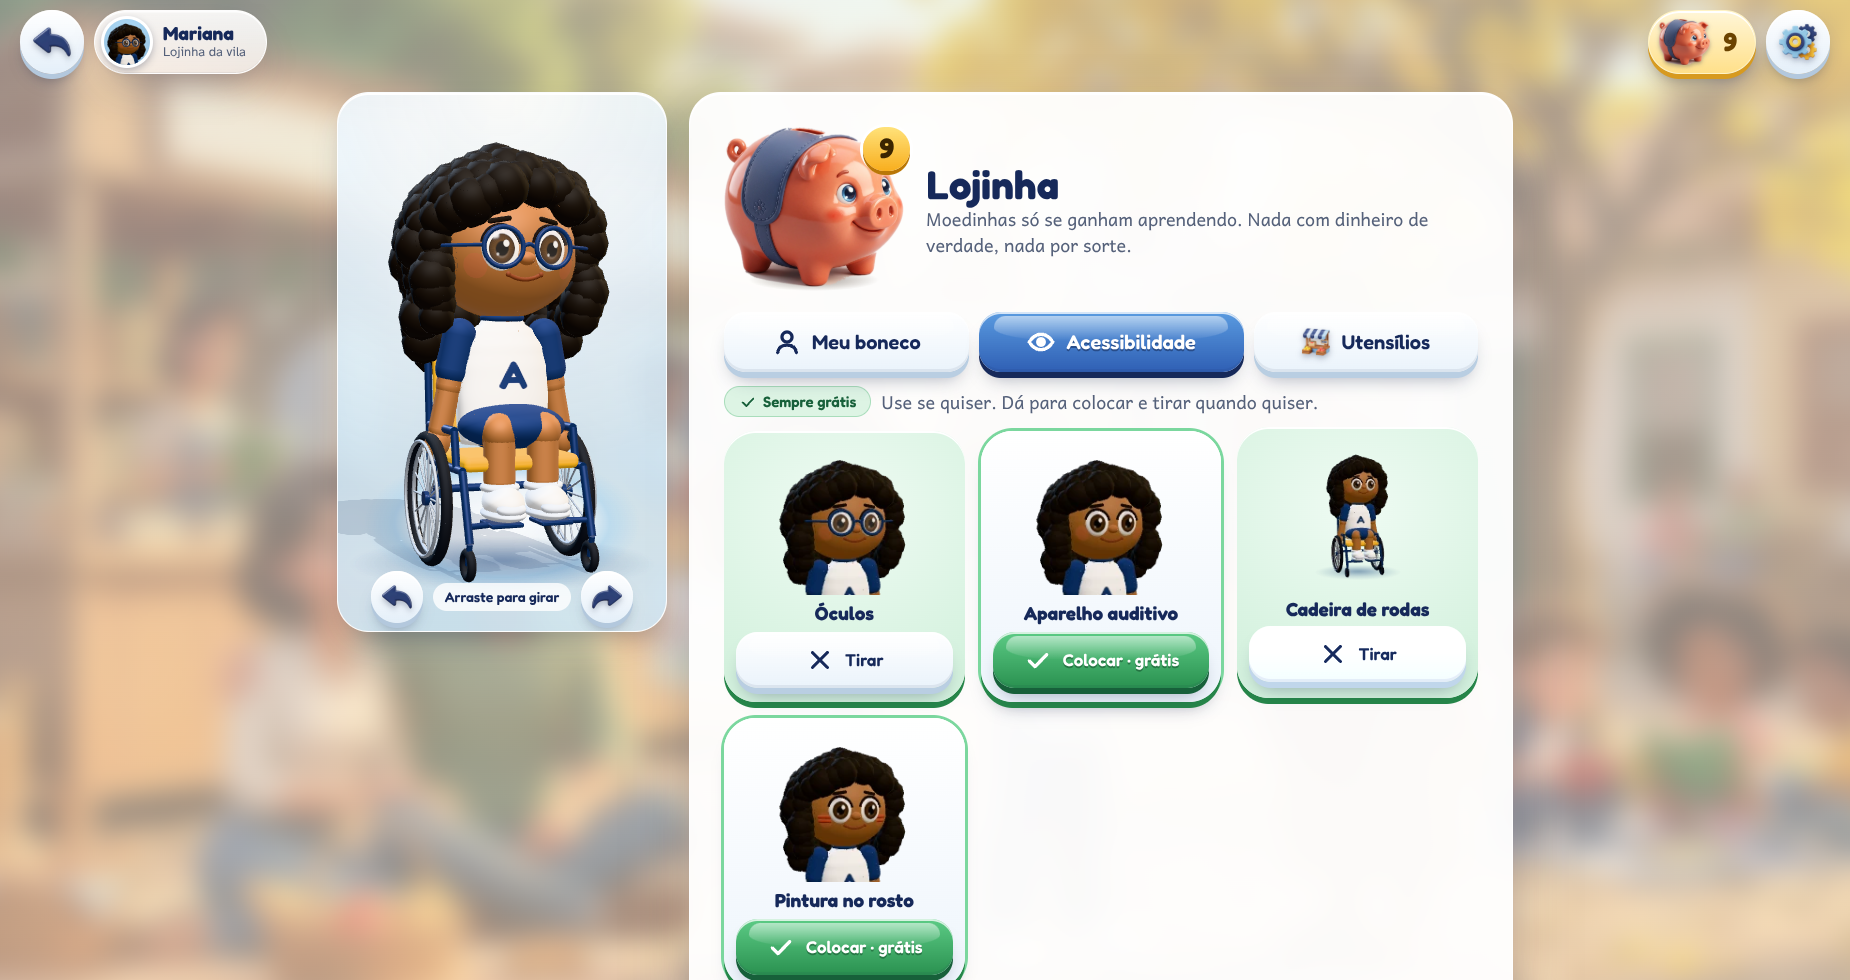 Mariana
Lojinha da vila
9
9
Lojinha
Moedinhas só se ganham aprendendo. Nada com dinheiro de
verdade, nada por sorte.
Meu boneco
Acessibilidade
Utensílios
Sempre grátis
Use se quiser. Dá para colocar e tirar quando quiser.
A
Arraste para girar
Óculos
Tirar
Aparelho auditivo
Colocar · grátis
A
Cadeira de rodas
Tirar
Pintura no rosto
Colocar · grátis